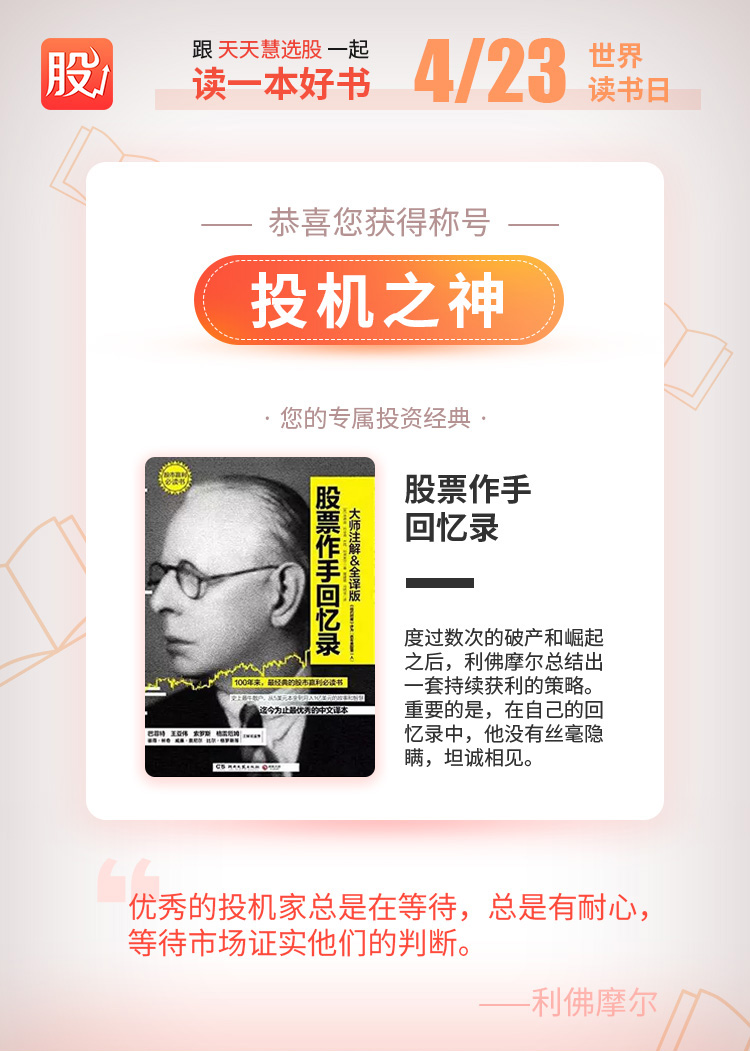 股
跟 天天慧选股 一起
读一本好书
4/23
世界
读书日
恭喜您获得称号
投机之神
· 您的专属投资经典 ·
股市赢利
必读书
股票作手回忆录
大师注解&全译版
100年来，最经典的股市赢利必读书
迄今为止最优秀的中文译本
巴菲特 王亚伟 索罗斯 格雷厄姆
股票作手
回忆录
度过数次的破产和崛起
之后，利佛摩尔总结出
一套持续获利的策略。
重要的是，在自己的回
忆录中，他没有丝毫隐
瞒，坦诚相见。
优秀的投机家总是在等待，总是有耐心，
等待市场证实他们的判断。
——利佛摩尔